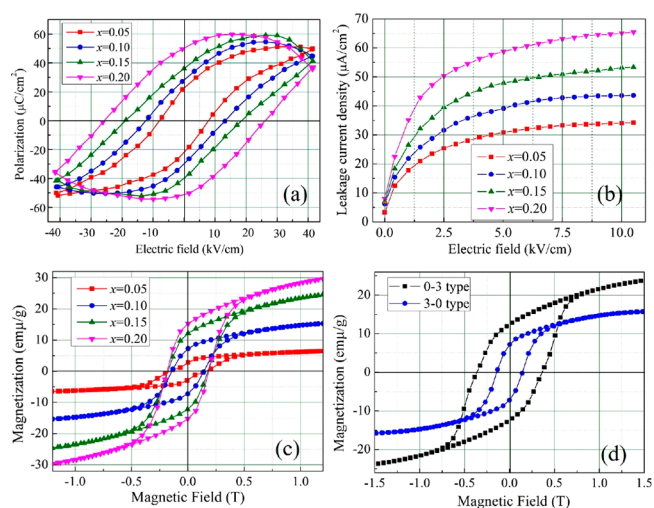 60
40
20
0
-20
-40
-60
x=0.05
x=0.10
x=0.15
x=0.20
Polarization (μC/cm²)
(a)
-40 -30 -20 -10 0 10 20 30 40
Electric field (kV/cm)
70
60
50
40
30
20
10
0
Leakage current density (μA/cm²)
x=0.05
x=0.10
x=0.15
x=0.20
(b)
0.0 2.5 5.0 7.5 10.0
Electric field (kV/cm)
30
20
10
0
-10
-20
-30
x=0.05
x=0.10
x=0.15
x=0.20
Magnetization (emμ/g)
(c)
-1.0 -0.5 0.0 0.5 1.0
Magnetic Field (T)
20
10
0
-10
-20
0-3 type
3-0 type
Magnetization (emμ/g)
(d)
-1.5 -1.0 -0.5 0.0 0.5 1.0 1.5
Magnetic Field (T)